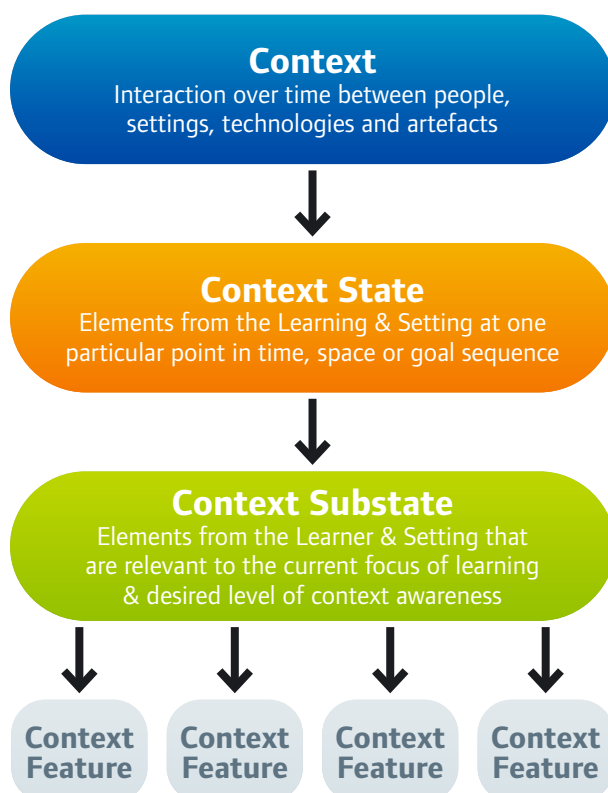 Context
Interaction over time between people,
settings, technologies and artefacts
Context State
Elements from the Learning & Setting at one
particular point in time, space or goal sequence
Context Substate
Elements from the Learner & Setting that
are relevant to the current focus of learning
& desired level of context awareness
Context
Feature
Context
Feature
Context
Feature
Context
Feature